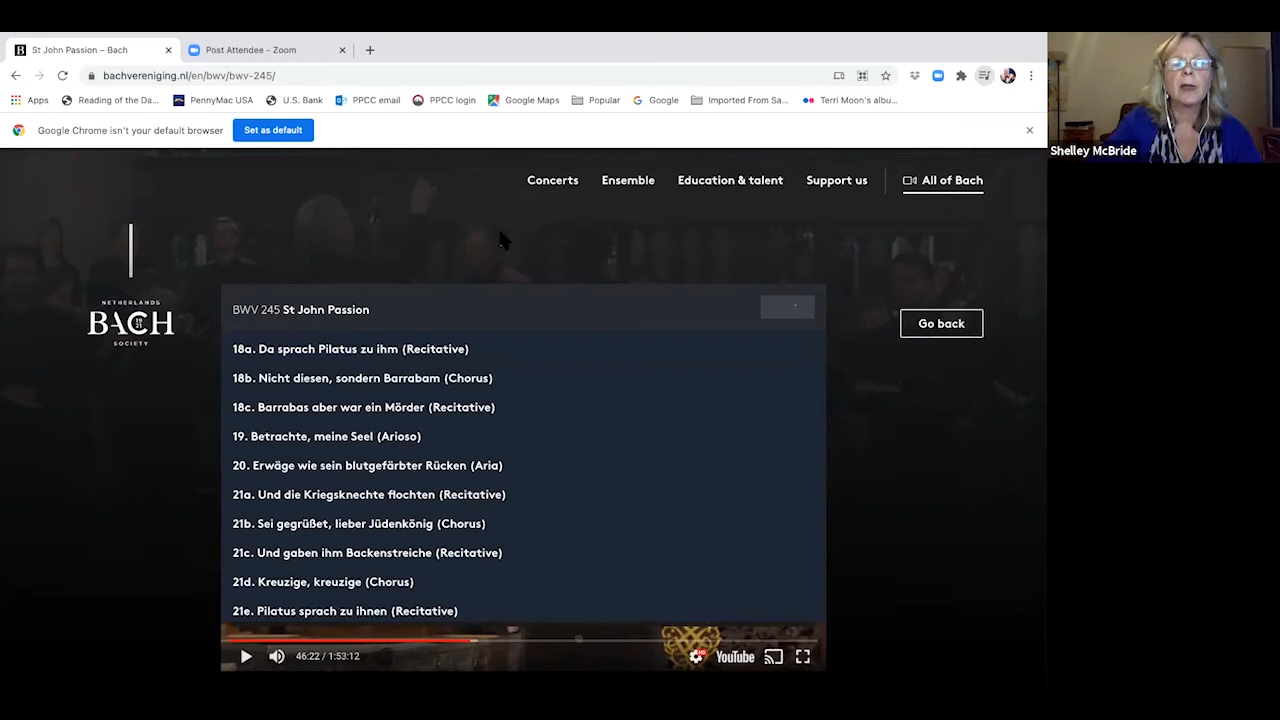 St John Passion – Bach
Post Attendee - Zoom
bachvereniging.nl/en/bwv/bwv-245/
Apps
Reading of the Da...
PennyMac USA
U.S. Bank
PPCC email
PPCC login
Google Maps
Popular
Google
Imported From Sa...
Terri Moon's albu...
Google Chrome isn't your default browser
Set as default
Shelley McBride
Concerts
Ensemble
Education & talent
Support us
All of Bach
NETHERLANDS
BACH
SOCIETY
BWV 245 St John Passion
Go back
18a. Da sprach Pilatus zu ihm (Recitative)
18b. Nicht diesen, sondern Barrabam (Chorus)
18c. Barrabas aber war ein Mörder (Recitative)
19. Betrachte, meine Seel (Arioso)
20. Erwäge wie sein blutgefärbter Rücken (Aria)
21a. Und die Kriegsknechte flochten (Recitative)
21b. Sei gegrüßet, lieber Jüdenkönig (Chorus)
21c. Und gaben ihm Backenstreiche (Recitative)
21d. Kreuzige, kreuzige (Chorus)
21e. Pilatus sprach zu ihnen (Recitative)
46:22 / 1:53:12
HD
YouTube